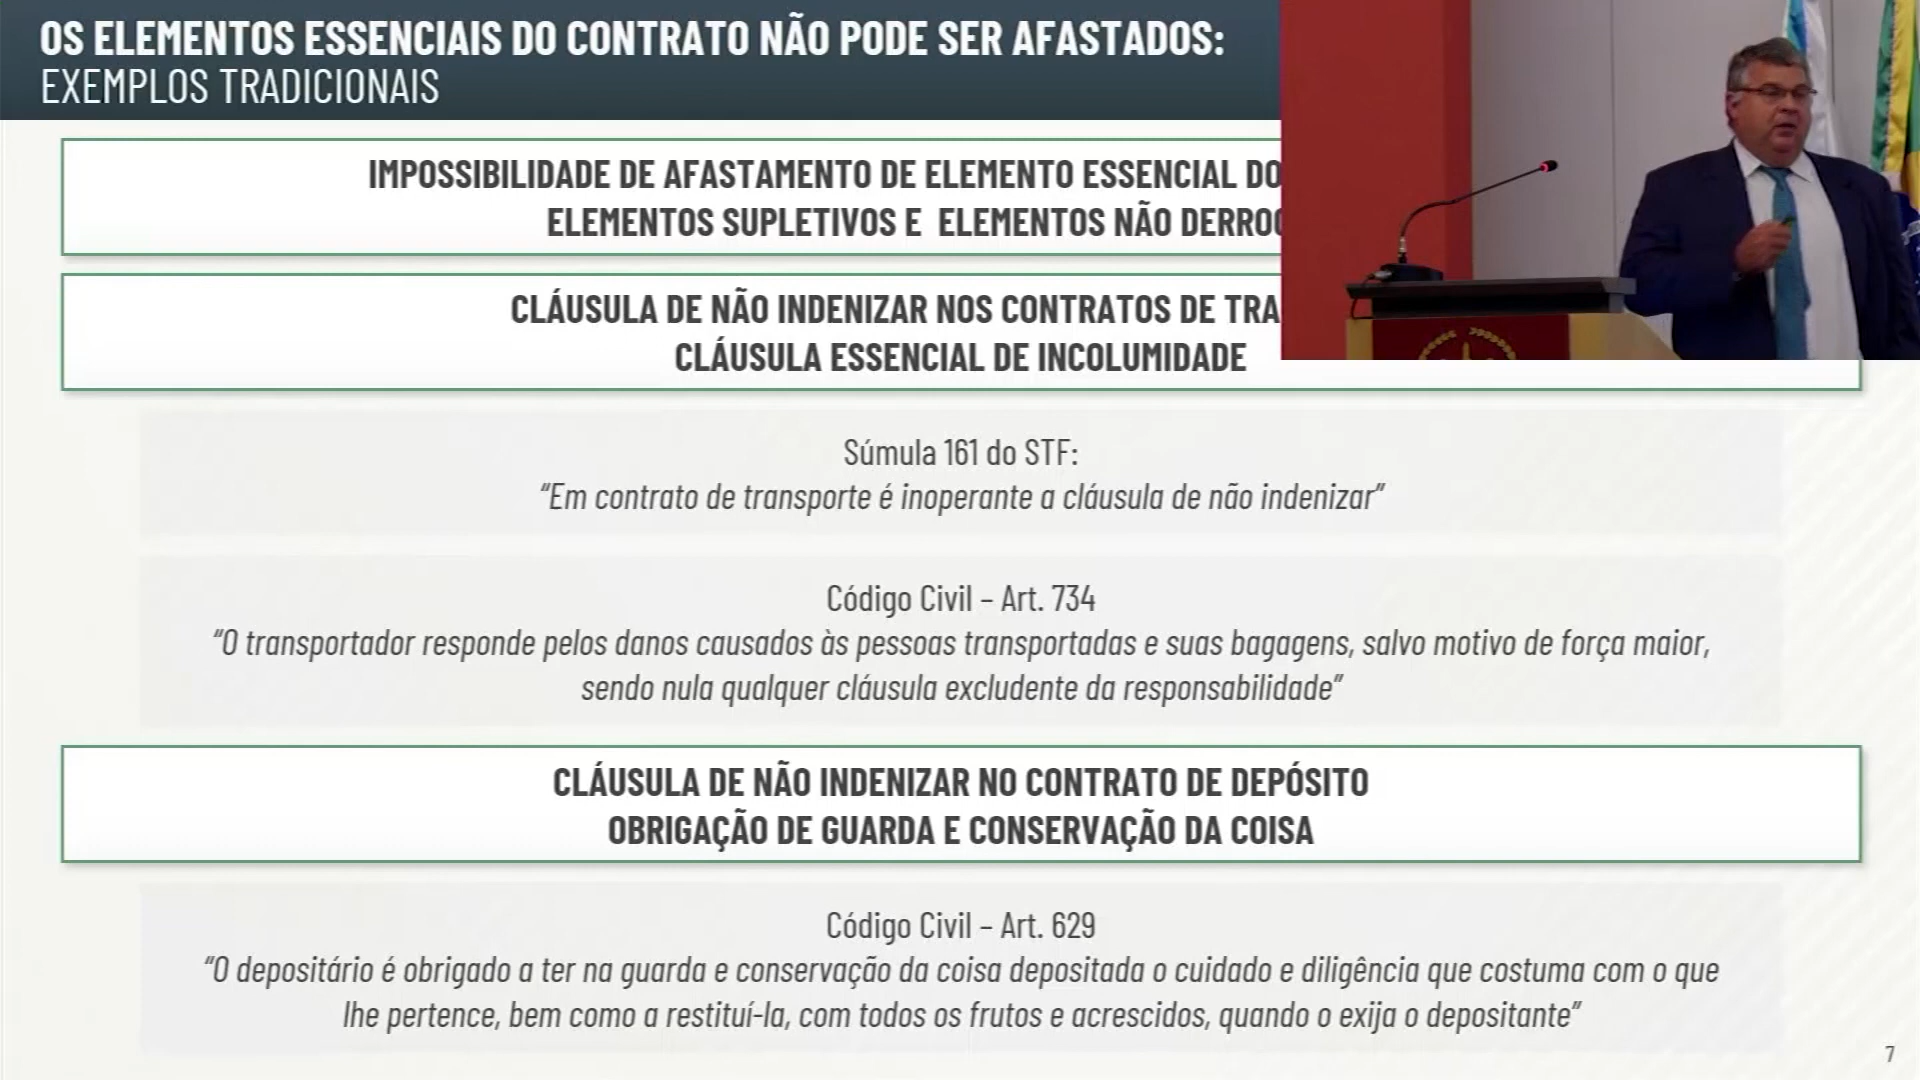 OS ELEMENTOS ESSENCIAIS DO CONTRATO NÃO PODE SER AFASTADOS:
EXEMPLOS TRADICIONAIS
IMPOSSIBILIDADE DE AFASTAMENTO DE ELEMENTO ESSENCIAL DO
ELEMENTOS SUPLETIVOS E ELEMENTOS NÃO
CLÁUSULA DE NÃO INDENIZAR NOS CONTRATOS DE
CLÁUSULA ESSENCIAL DE INCOLUMIDADE
Súmula 161 do STF:
“Em contrato de transporte é inoperante a cláusula de não indenizar”
Código Civil – Art. 734
“O transportador responde pelos danos causados às pessoas transportadas e suas bagagens, salvo motivo de força maior,
sendo nula qualquer cláusula excludente da responsabilidade”
CLÁUSULA DE NÃO INDENIZAR NO CONTRATO DE DEPÓSITO
OBRIGAÇÃO DE GUARDA E CONSERVAÇÃO DA COISA
Código Civil – Art. 629
“O depositário é obrigado a ter na guarda e conservação da coisa depositada o cuidado e diligência que costuma com o que
lhe pertence, bem como a restituí-la, com todos os frutos e acrescidos, quando o exija o depositante”
7